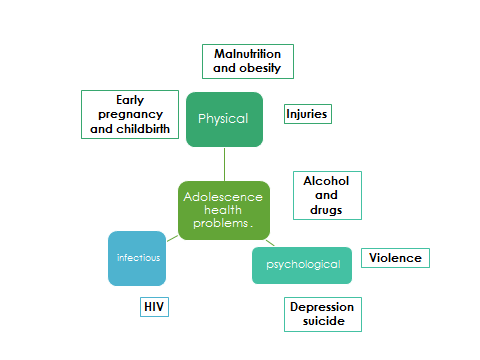 Malnutrition
and obesity
Early
pregnancy
and childbirth
Physical
Injuries
Adolescence
health
problems.
Alcohol
and
drugs
infectious
psychological
Violence
HIV
Depression
suicide